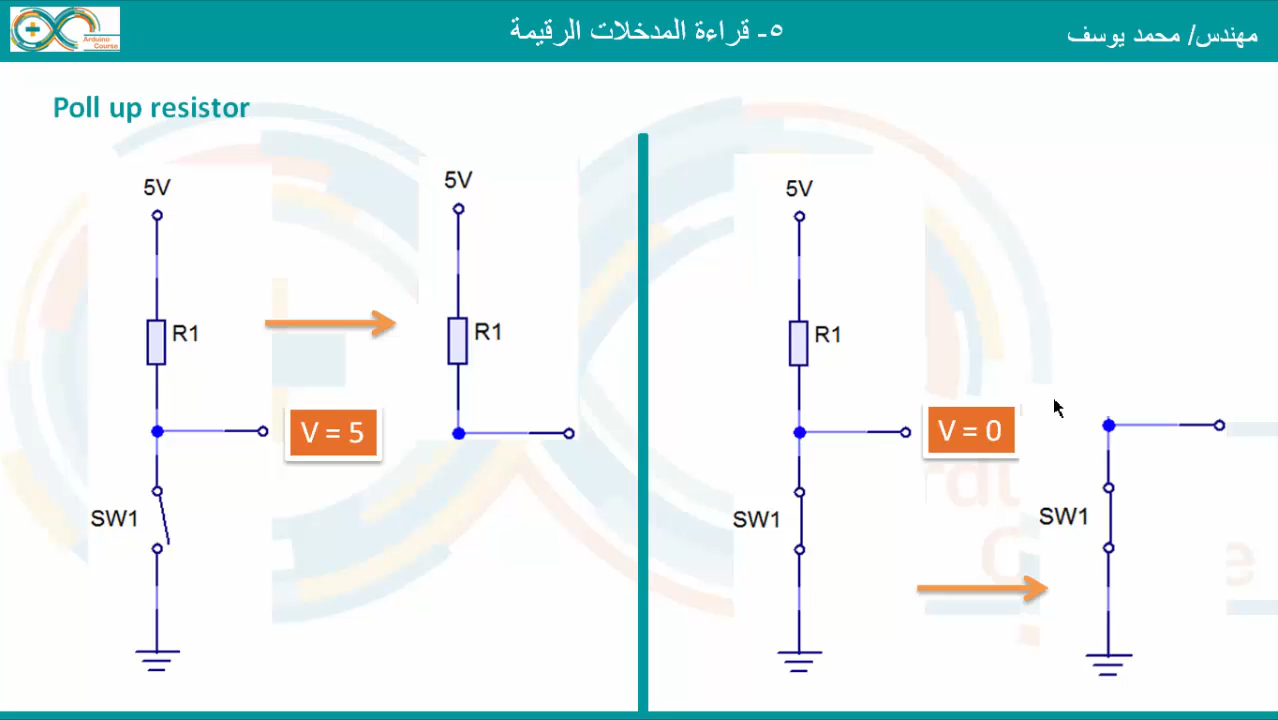 Arduino
Course
٥- قراءة المدخلات الرقيمة
مهندس/ محمد يوسف
Poll up resistor
5V
R1
V = 5
SW1
5V
R1
5V
R1
V = 0
SW1
SW1